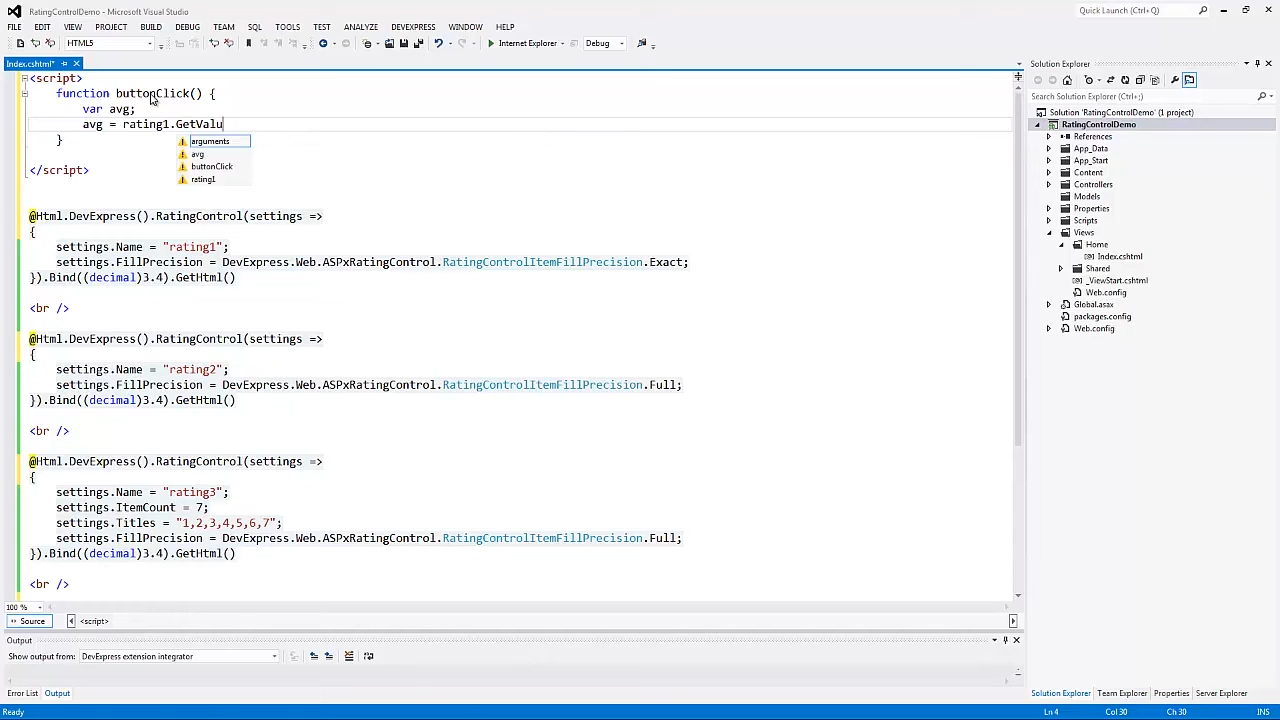 RatingControlDemo - Microsoft Visual Studio
Quick Launch (Ctrl+Q)
FILE EDIT VIEW PROJECT BUILD DEBUG TEAM SQL TOOLS TEST ANALYZE DEVEXPRESS WINDOW HELP
HTML5 Internet Explorer Debug
Index.cshtml*
<script>
function buttonClick() {
var avg;
avg = rating1.GetValu
}
arguments
avg
buttonClick
rating1
</script>
@Html.DevExpress().RatingControl(settings =>
{
settings.Name = "rating1";
settings.FillPrecision = DevExpress.Web.ASPxRatingControl.RatingControlItemFillPrecision.Exact;
}).Bind((decimal)3.4).GetHtml()
<br />
@Html.DevExpress().RatingControl(settings =>
{
settings.Name = "rating2";
settings.FillPrecision = DevExpress.Web.ASPxRatingControl.RatingControlItemFillPrecision.Full;
}).Bind((decimal)3.4).GetHtml()
<br />
@Html.DevExpress().RatingControl(settings =>
{
settings.Name = "rating3";
settings.ItemCount = 7;
settings.Titles = "1,2,3,4,5,6,7";
settings.FillPrecision = DevExpress.Web.ASPxRatingControl.RatingControlItemFillPrecision.Full;
}).Bind((decimal)3.4).GetHtml()
<br />
100 %
Source <script>
Output
Show output from: DevExpress extension integrator
Error List Output
Solution Explorer
Search Solution Explorer (Ctrl+;)
Solution 'RatingControlDemo' (1 project)
RatingControlDemo
References
App_Data
App_Start
Content
Controllers
Models
Properties
Scripts
Views
Home
Index.cshtml
Shared
_ViewStart.cshtml
Web.config
Global.asax
packages.config
Web.config
Solution Explorer Team Explorer Properties Server Explorer
Ready Ln 4 Col 30 Ch 30 INS